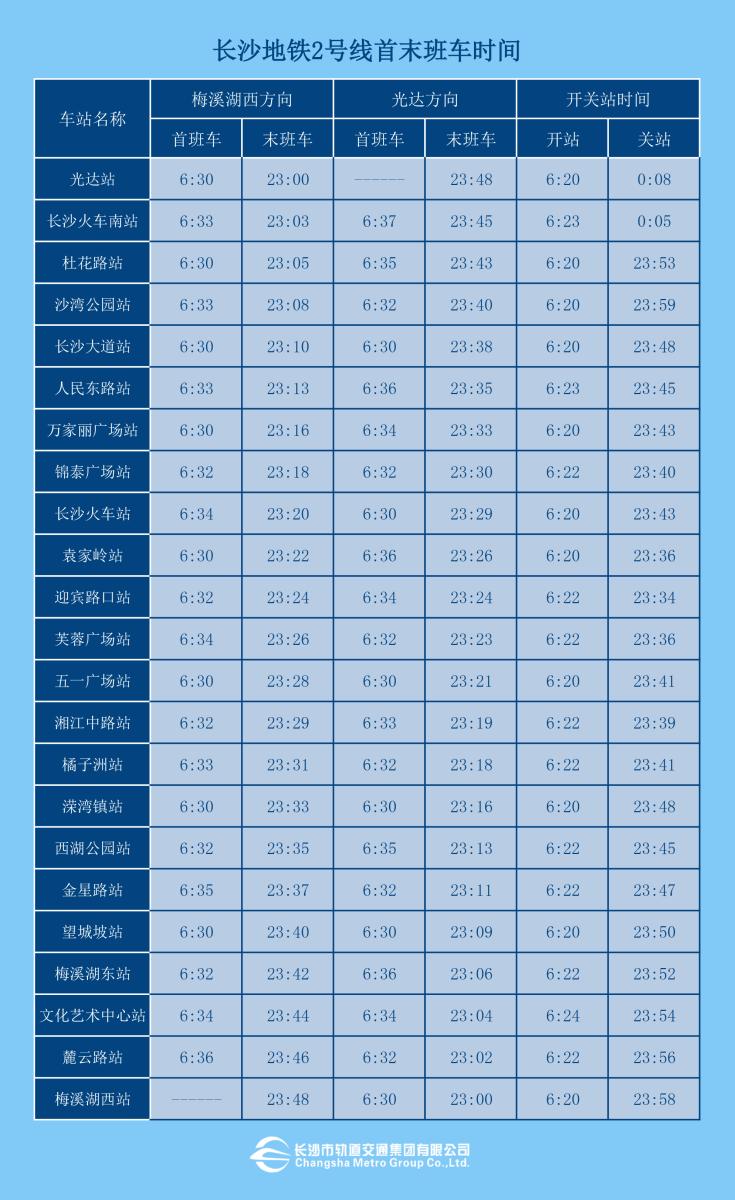 长沙地铁2号线首末班车时间
车站名称 梅溪湖西方向 光达方向 开关站时间
首班车 末班车 首班车 末班车 开站 关站
光达站 6:30 23:00 ------ 23:48 6:20 0:08
长沙火车南站 6:33 23:03 6:37 23:45 6:23 0:05
杜花路站 6:30 23:05 6:35 23:43 6:20 23:53
沙湾公园站 6:33 23:08 6:32 23:40 6:20 23:59
长沙大道站 6:30 23:10 6:30 23:38 6:20 23:48
人民东路站 6:33 23:13 6:36 23:35 6:23 23:45
万家丽广场站 6:30 23:16 6:34 23:33 6:20 23:43
锦泰广场站 6:32 23:18 6:32 23:30 6:22 23:40
长沙火车站 6:34 23:20 6:30 23:29 6:20 23:43
袁家岭站 6:30 23:22 6:36 23:26 6:20 23:36
迎宾路口站 6:32 23:24 6:34 23:24 6:22 23:34
芙蓉广场站 6:34 23:26 6:32 23:23 6:22 23:36
五一广场站 6:30 23:28 6:30 23:21 6:20 23:41
湘江中路站 6:32 23:29 6:33 23:19 6:22 23:39
橘子洲站 6:33 23:31 6:32 23:18 6:22 23:41
溁湾镇站 6:30 23:33 6:30 23:16 6:20 23:48
西湖公园站 6:32 23:35 6:35 23:13 6:22 23:45
金星路站 6:35 23:37 6:32 23:11 6:22 23:47
望城坡站 6:30 23:40 6:30 23:09 6:20 23:50
梅溪湖东站 6:32 23:42 6:36 23:06 6:22 23:52
文化艺术中心站 6:34 23:44 6:34 23:04 6:24 23:54
麓云路站 6:36 23:46 6:32 23:02 6:22 23:56
梅溪湖西站 ------ 23:48 6:30 23:00 6:20 23:58
长沙市轨道交通集团有限公司
Changsha Metro Group Co.,Ltd.